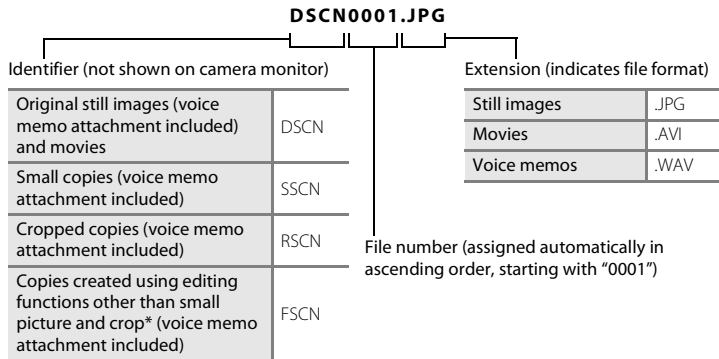 DSCN0001.JPG
Identifier (not shown on camera monitor)
Original still images (voice
memo attachment included)
and movies
DSCN
Small copies (voice memo
attachment included)
SSCN
Cropped copies (voice memo
attachment included)
RSCN
Copies created using editing
functions other than small
picture and crop* (voice memo
attachment included)
FSCN
Extension (indicates file format)
Still images .JPG
Movies .AVI
Voice memos .WAV
File number (assigned automatically in
ascending order, starting with “0001”)